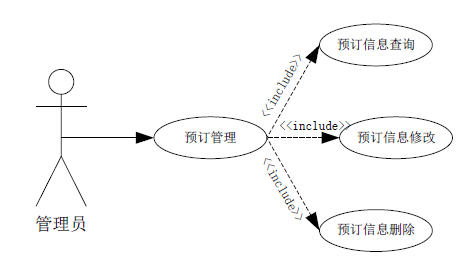 预订信息查询
<<include>>
<<include>>
预订管理
预订信息修改
<<include>>
管理员
预订信息删除